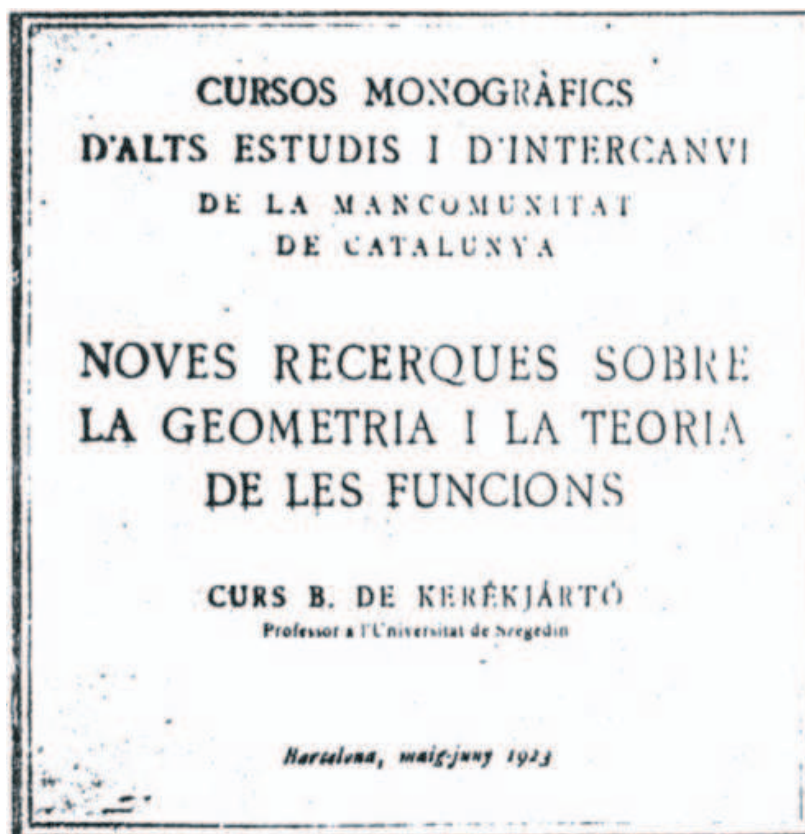 CURSOS MONOGRÀFICS
D'ALTS ESTUDIS I D'INTERCANVI
DE LA MANCOMUNITAT
DE CATALUNYA
NOVES RECERQUES SOBRE
LA GEOMETRIA I LA TEORIA
DE LES FUNCIONS
CURS B. DE KERÉKJÁRTÓ
Professor a l'Universitat de Szegedin
Barcelona, maig-juny 1923